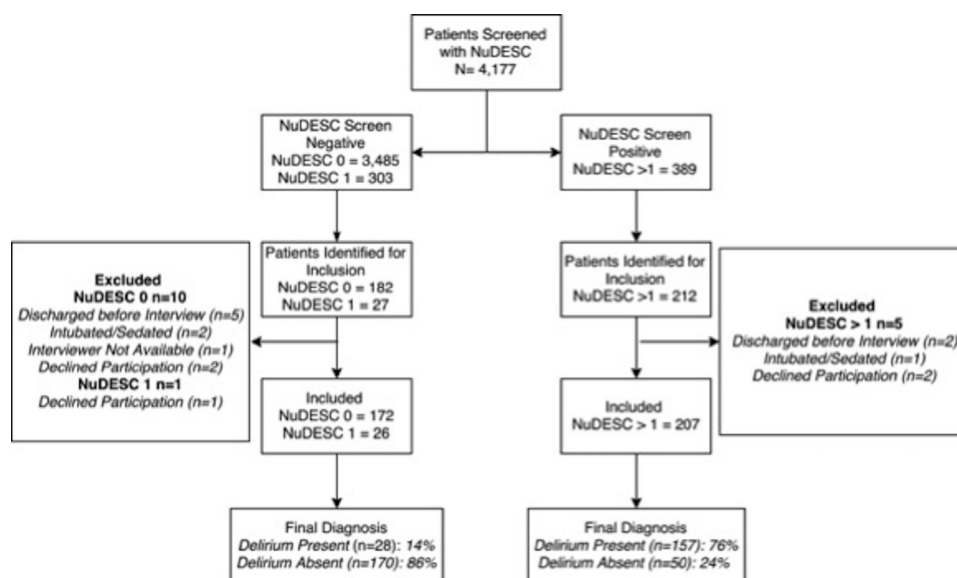 Patients Screened
with NuDESC
N= 4,177
NuDESC Screen
Negative
NuDESC 0 = 3,485
NuDESC 1 = 303
NuDESC Screen
Positive
NuDESC >1 = 389
Patients Identified for
Inclusion
NuDESC 0 = 182
NuDESC 1 = 27
Patients Identified for
Inclusion
NuDESC >1 = 212
Excluded
NuDESC 0 n=10
Discharged before Interview (n=5)
Intubated/Sedated (n=2)
Interviewer Not Available (n=1)
Declined Participation (n=2)
NuDESC 1 n=1
Declined Participation (n=1)
Excluded
NuDESC > 1 n=5
Discharged before Interview (n=2)
Intubated/Sedated (n=1)
Declined Participation (n=2)
Included
NuDESC 0 = 172
NuDESC 1 = 26
Included
NuDESC > 1 = 207
Final Diagnosis
Delirium Present (n=28): 14%
Delirium Absent (n=170): 86%
Final Diagnosis
Delirium Present (n=157): 76%
Delirium Absent (n=50): 24%